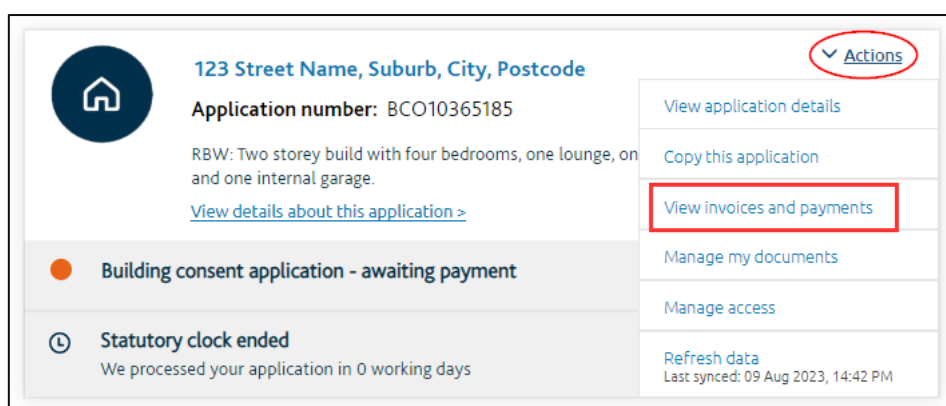 Actions
123 Street Name, Suburb, City, Postcode
Application number: BCO10365185
RBW: Two storey build with four bedrooms, one lounge, on
and one internal garage.
View details about this application >
View application details
Copy this application
View invoices and payments
Manage my documents
Manage access
Refresh data
Last synced: 09 Aug 2023, 14:42 PM
Building consent application - awaiting payment
Statutory clock ended
We processed your application in 0 working days